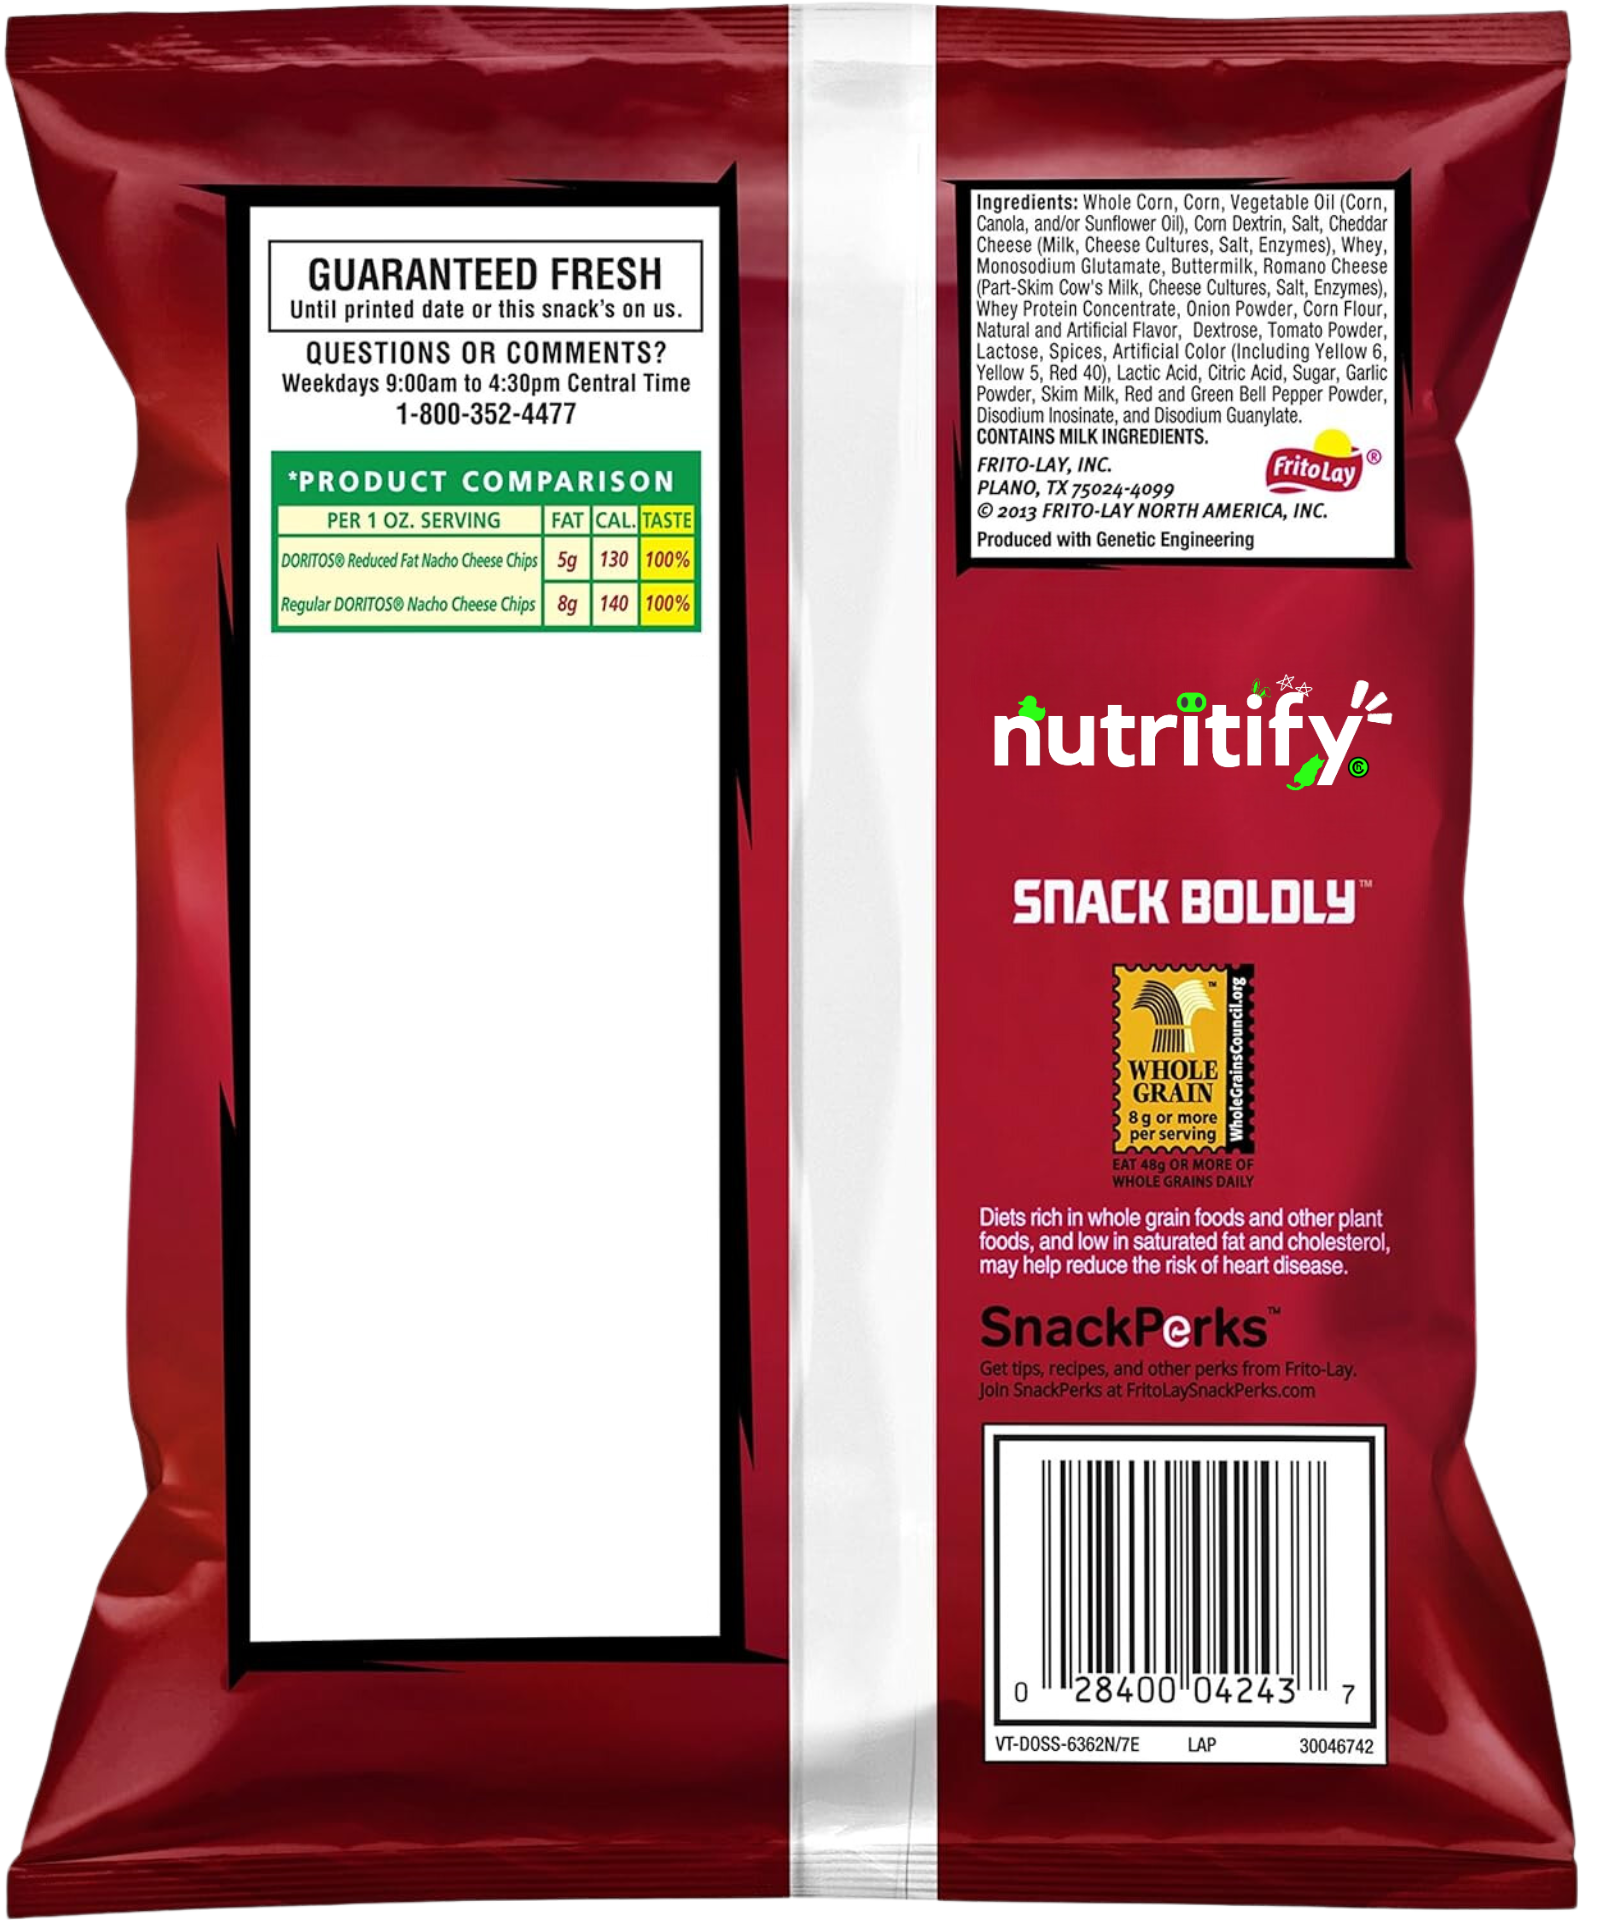 GUARANTEED FRESH
Until printed date or this snack's on us.
QUESTIONS OR COMMENTS?
Weekdays 9:00am to 4:30pm Central Time
1-800-352-4477
*PRODUCT COMPARISON
PER 1 OZ. SERVING FAT CAL. TASTE
DORITOS® Reduced Fat Nacho Cheese Chips 5g 130 100%
Regular DORITOS® Nacho Cheese Chips 8g 140 100%
Ingredients: Whole Corn, Corn, Vegetable Oil (Corn,
Canola, and/or Sunflower Oil), Corn Dextrin, Salt, Cheddar
Cheese (Milk, Cheese Cultures, Salt, Enzymes), Whey,
Monosodium Glutamate, Buttermilk, Romano Cheese
(Part-Skim Cow's Milk, Cheese Cultures, Salt, Enzymes),
Whey Protein Concentrate, Onion Powder, Corn Flour,
Natural and Artificial Flavor, Dextrose, Tomato Powder,
Lactose, Spices, Artificial Color (Including Yellow 6,
Yellow 5, Red 40), Lactic Acid, Citric Acid, Sugar, Garlic
Powder, Skim Milk, Red and Green Bell Pepper Powder,
Disodium Inosinate, and Disodium Guanylate.
CONTAINS MILK INGREDIENTS.
FRITO-LAY, INC.
PLANO, TX 75024-4099
© 2013 FRITO-LAY NORTH AMERICA, INC.
Produced with Genetic Engineering
FritoLay®
nutritify
SNACK BOLDLY™
WHOLE
GRAIN
8 g or more
per serving
WholeGrainsCouncil.org
™
EAT 48g OR MORE OF
WHOLE GRAINS DAILY
Diets rich in whole grain foods and other plant
foods, and low in saturated fat and cholesterol,
may help reduce the risk of heart disease.
SnackPerks™
Get tips, recipes, and other perks from Frito-Lay.
Join SnackPerks at FritoLaySnackPerks.com
0 28400 04243 7
VT-DOSS-6362N/7E LAP 30046742